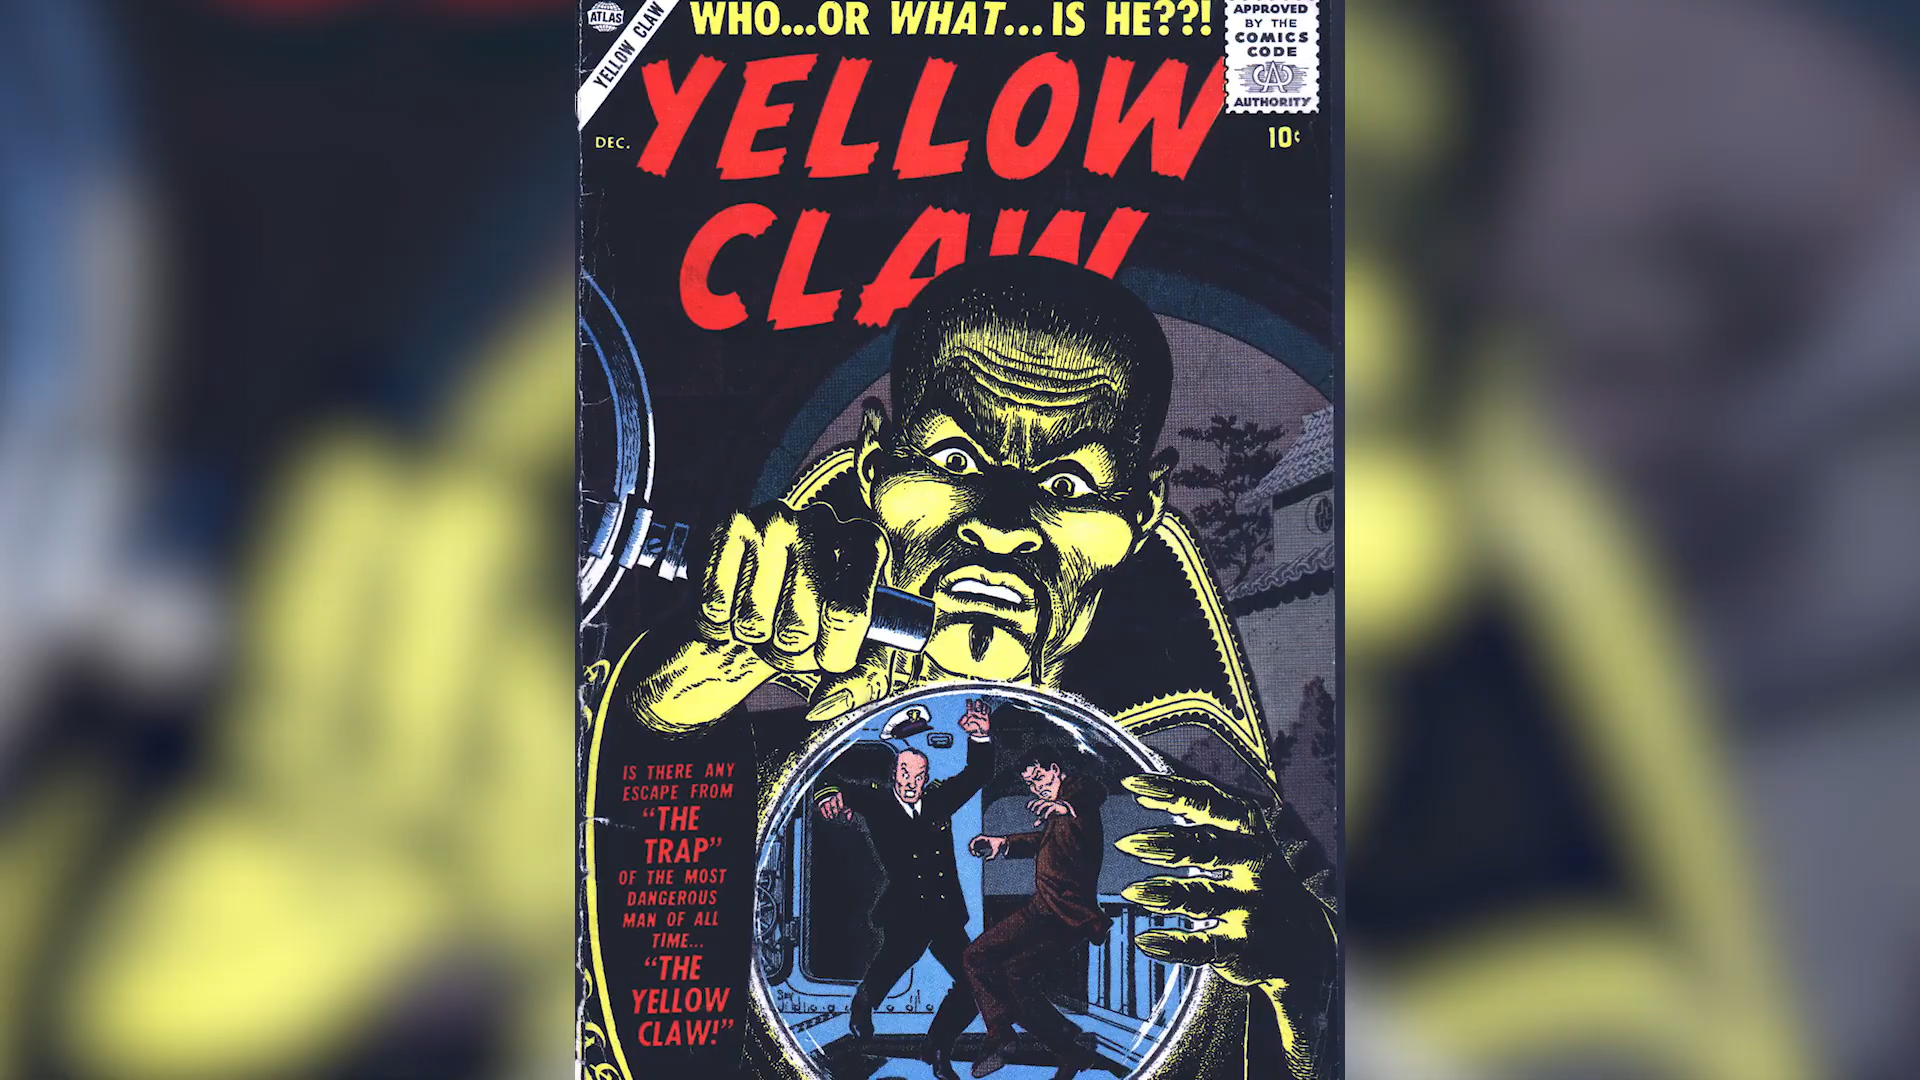 ATLAS
YELLOW CLAW
WHO...OR WHAT...IS HE??!
APPROVED
BY THE
COMICS
CODE
CA
AUTHORITY
DEC.
10¢
YELLOW
CLAW
IS THERE ANY
ESCAPE FROM
“THE
TRAP”
OF THE MOST
DANGEROUS
MAN OF ALL
TIME...
“THE
YELLOW
CLAW!”